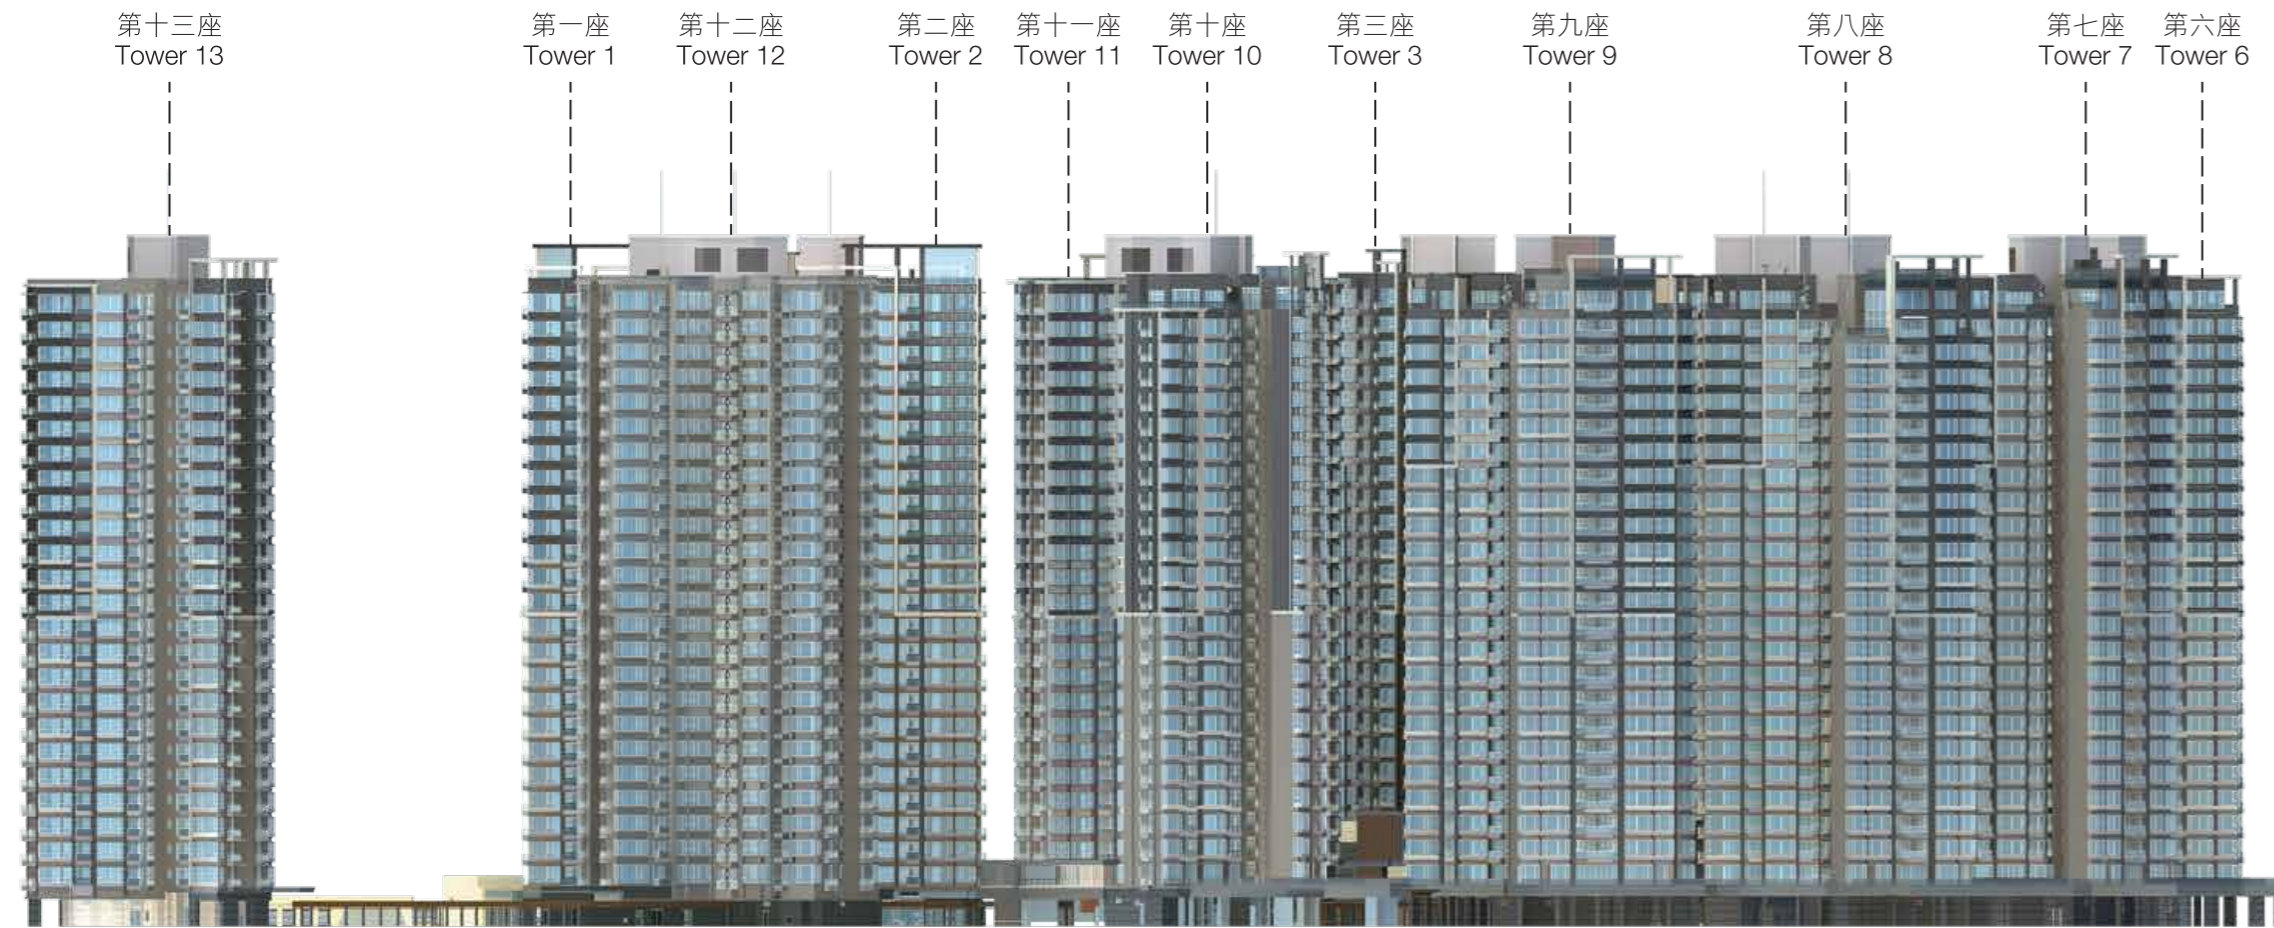 第十三座
Tower 13
第一座
Tower 1
第十二座
Tower 12
第二座
Tower 2
第十一座
Tower 11
第十座
Tower 10
第三座
Tower 3
第九座
Tower 9
第八座
Tower 8
第七座
Tower 7
第六座
Tower 6